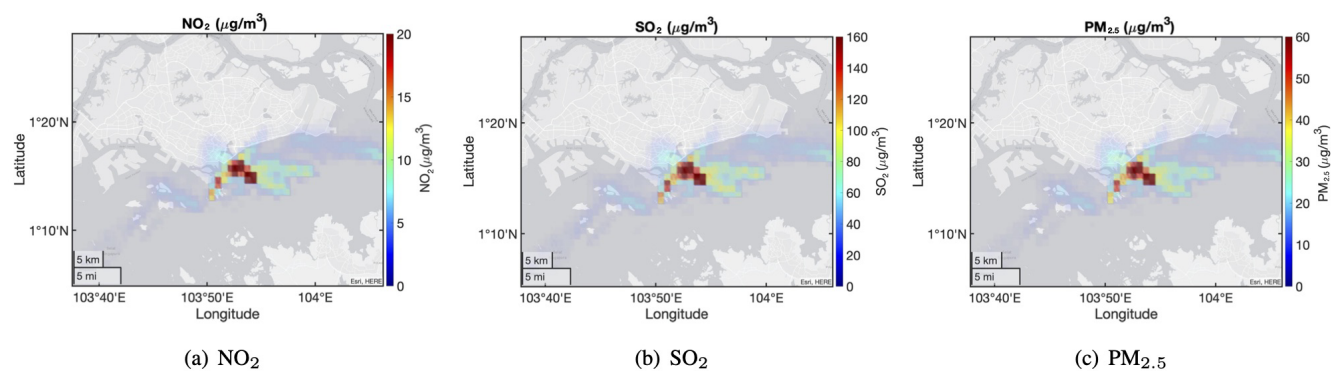 NO₂ (μg/m³)
20
15
10
5
0
NO₂ (μg/m³)
Latitude
1°20'N
1°10'N
5 km
5 mi
Esri, HERE
103°40'E
103°50'E
104°E
Longitude
(a) NO₂
SO₂ (μg/m³)
160
140
120
100
80
60
40
20
0
SO₂ (μg/m³)
Latitude
1°20'N
1°10'N
5 km
5 mi
Esri, HERE
103°40'E
103°50'E
104°E
Longitude
(b) SO₂
PM₂.₅ (μg/m³)
60
50
40
30
20
10
0
PM₂.₅ (μg/m³)
Latitude
1°20'N
1°10'N
5 km
5 mi
Esri, HERE
103°40'E
103°50'E
104°E
Longitude
(c) PM₂.₅